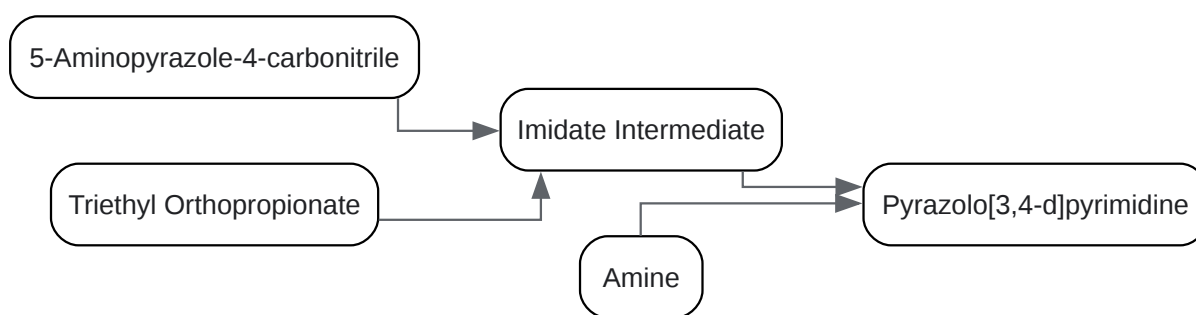 5-Aminopyrazole-4-carbonitrile
Imidate Intermediate
Triethyl Orthopropionate
Pyrazolo[3,4-d]pyrimidine
Amine